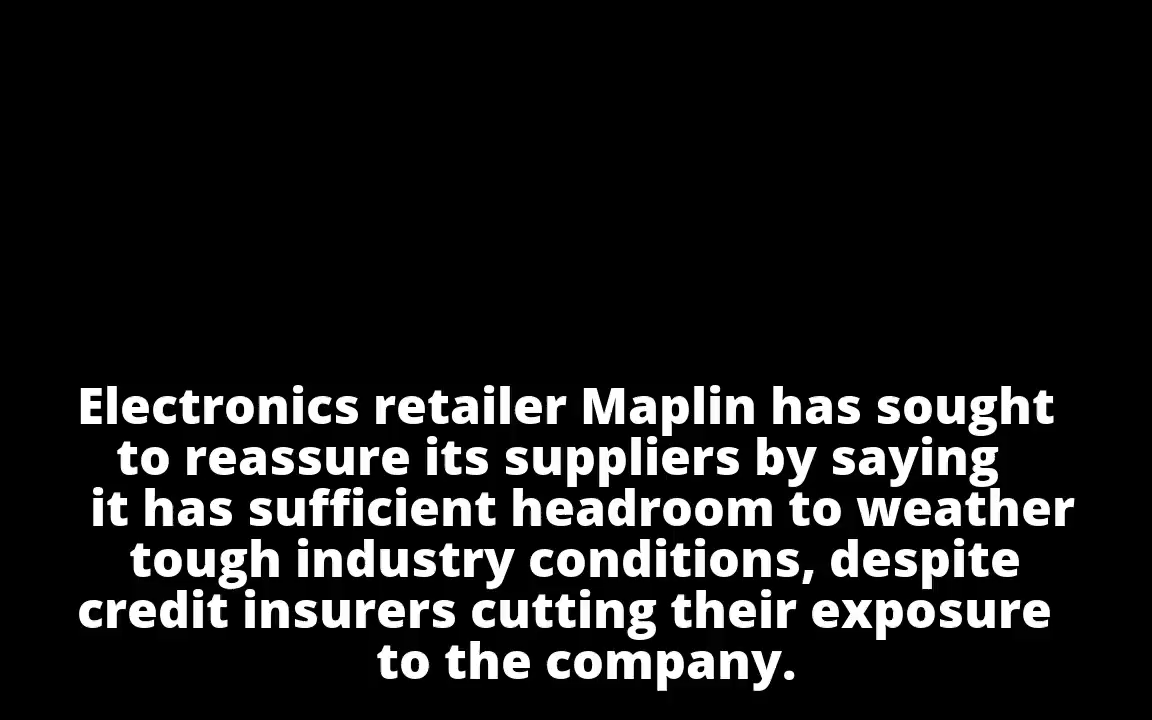 Electronics retailer Maplin has sought
to reassure its suppliers by saying
it has sufficient headroom to weather
tough industry conditions, despite
credit insurers cutting their exposure
to the company.